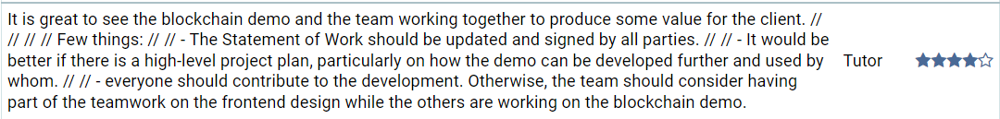 It is great to see the blockchain demo and the team working together to produce some value for the client. //
// // // Few things: // // - The Statement of Work should be updated and signed by all parties. // // - It would be
better if there is a high-level project plan, particularly on how the demo can be developed further and used by
whom. // // - everyone should contribute to the development. Otherwise, the team should consider having
part of the teamwork on the frontend design while the others are working on the blockchain demo.
Tutor